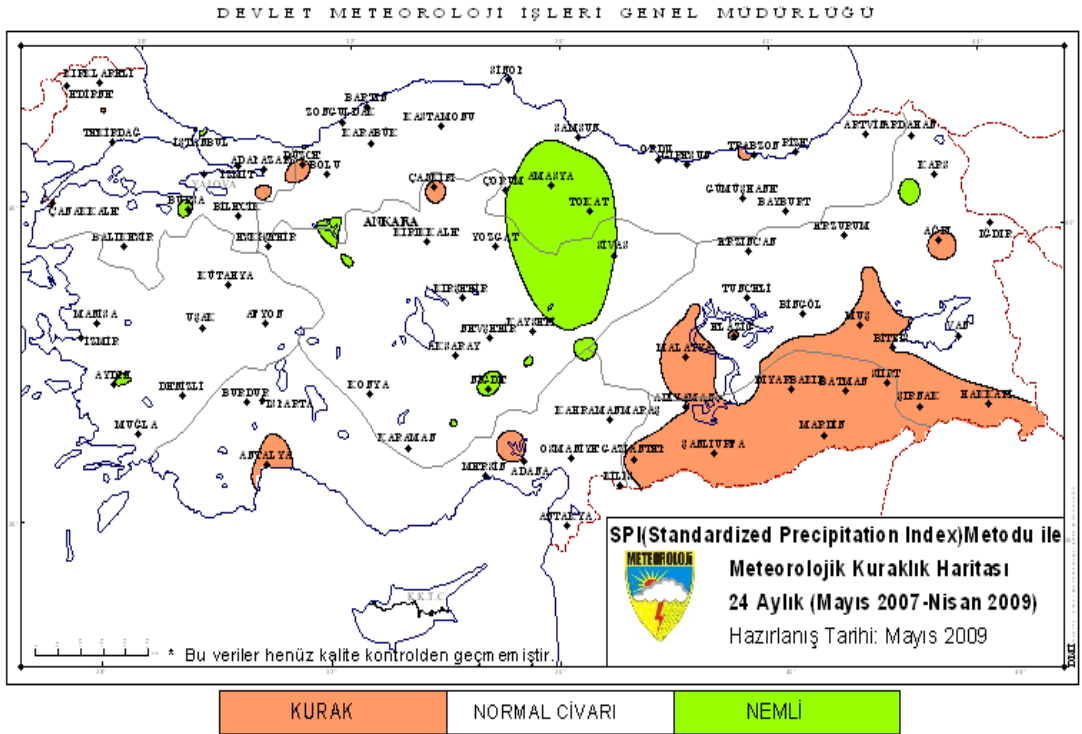 DEVLET METEOROLOJİ İŞLERİ GENEL MÜDÜRLÜĞÜ
KIRKLARELİ
EDİRNE
TEKİRDAĞ
İSTANBUL
ZONGULDAK
BARTIN
KARABÜK
KASTAMONU
SİNOP
SAMSUN
ORDU
GİRESUN
TRABZON
RİZE
ARTVİN
ARDAHAN
KARS
ADAPAZARI
İZMİT
DÜZCE
BOLU
YALOVA
ÇANAKKALE
BURSA
BİLECİK
ANKARA
ÇANKIRI
ÇORUM
AMASYA
TOKAT
GÜMÜŞHANE
BAYBURT
BALIKESİR
ESKİŞEHİR
KIRIKKALE
YOZGAT
SİVAS
ERZİNCAN
ERZURUM
AĞRI
IĞDIR
KÜTAHYA
KIRŞEHİR
TUNCELİ
BİNGÖL
MANİSA
UŞAK
AFYON
NEVŞEHİR
KAYSERİ
ELAZIĞ
MUŞ
VAN
İZMİR
AKSARAY
MALATYA
BİTLİS
AYDIN
DENİZLİ
BURDUR
ISPARTA
KONYA
NİĞDE
DİYARBAKIR
BATMAN
SİİRT
ŞIRNAK
HAKKARİ
MUĞLA
KAHRAMANMARAŞ
ADIYAMAN
MARDİN
ANTALYA
KARAMAN
MERSİN
ADANA
OSMANİYE
GAZİANTEP
ŞANLIURFA
KİLİS
ANTAKYA
K.K.T.C.
SPI(Standardized Precipitation Index)Metodu ile
METEOROLOJİ
Meteorolojik Kuraklık Haritası
24 Aylık (Mayıs 2007-Nisan 2009)
Hazırlanış Tarihi: Mayıs 2009
DMİ
* Bu veriler henüz kalite kontrolden geçmemiştir.
KURAK
NORMAL CİVARI
NEMLİ